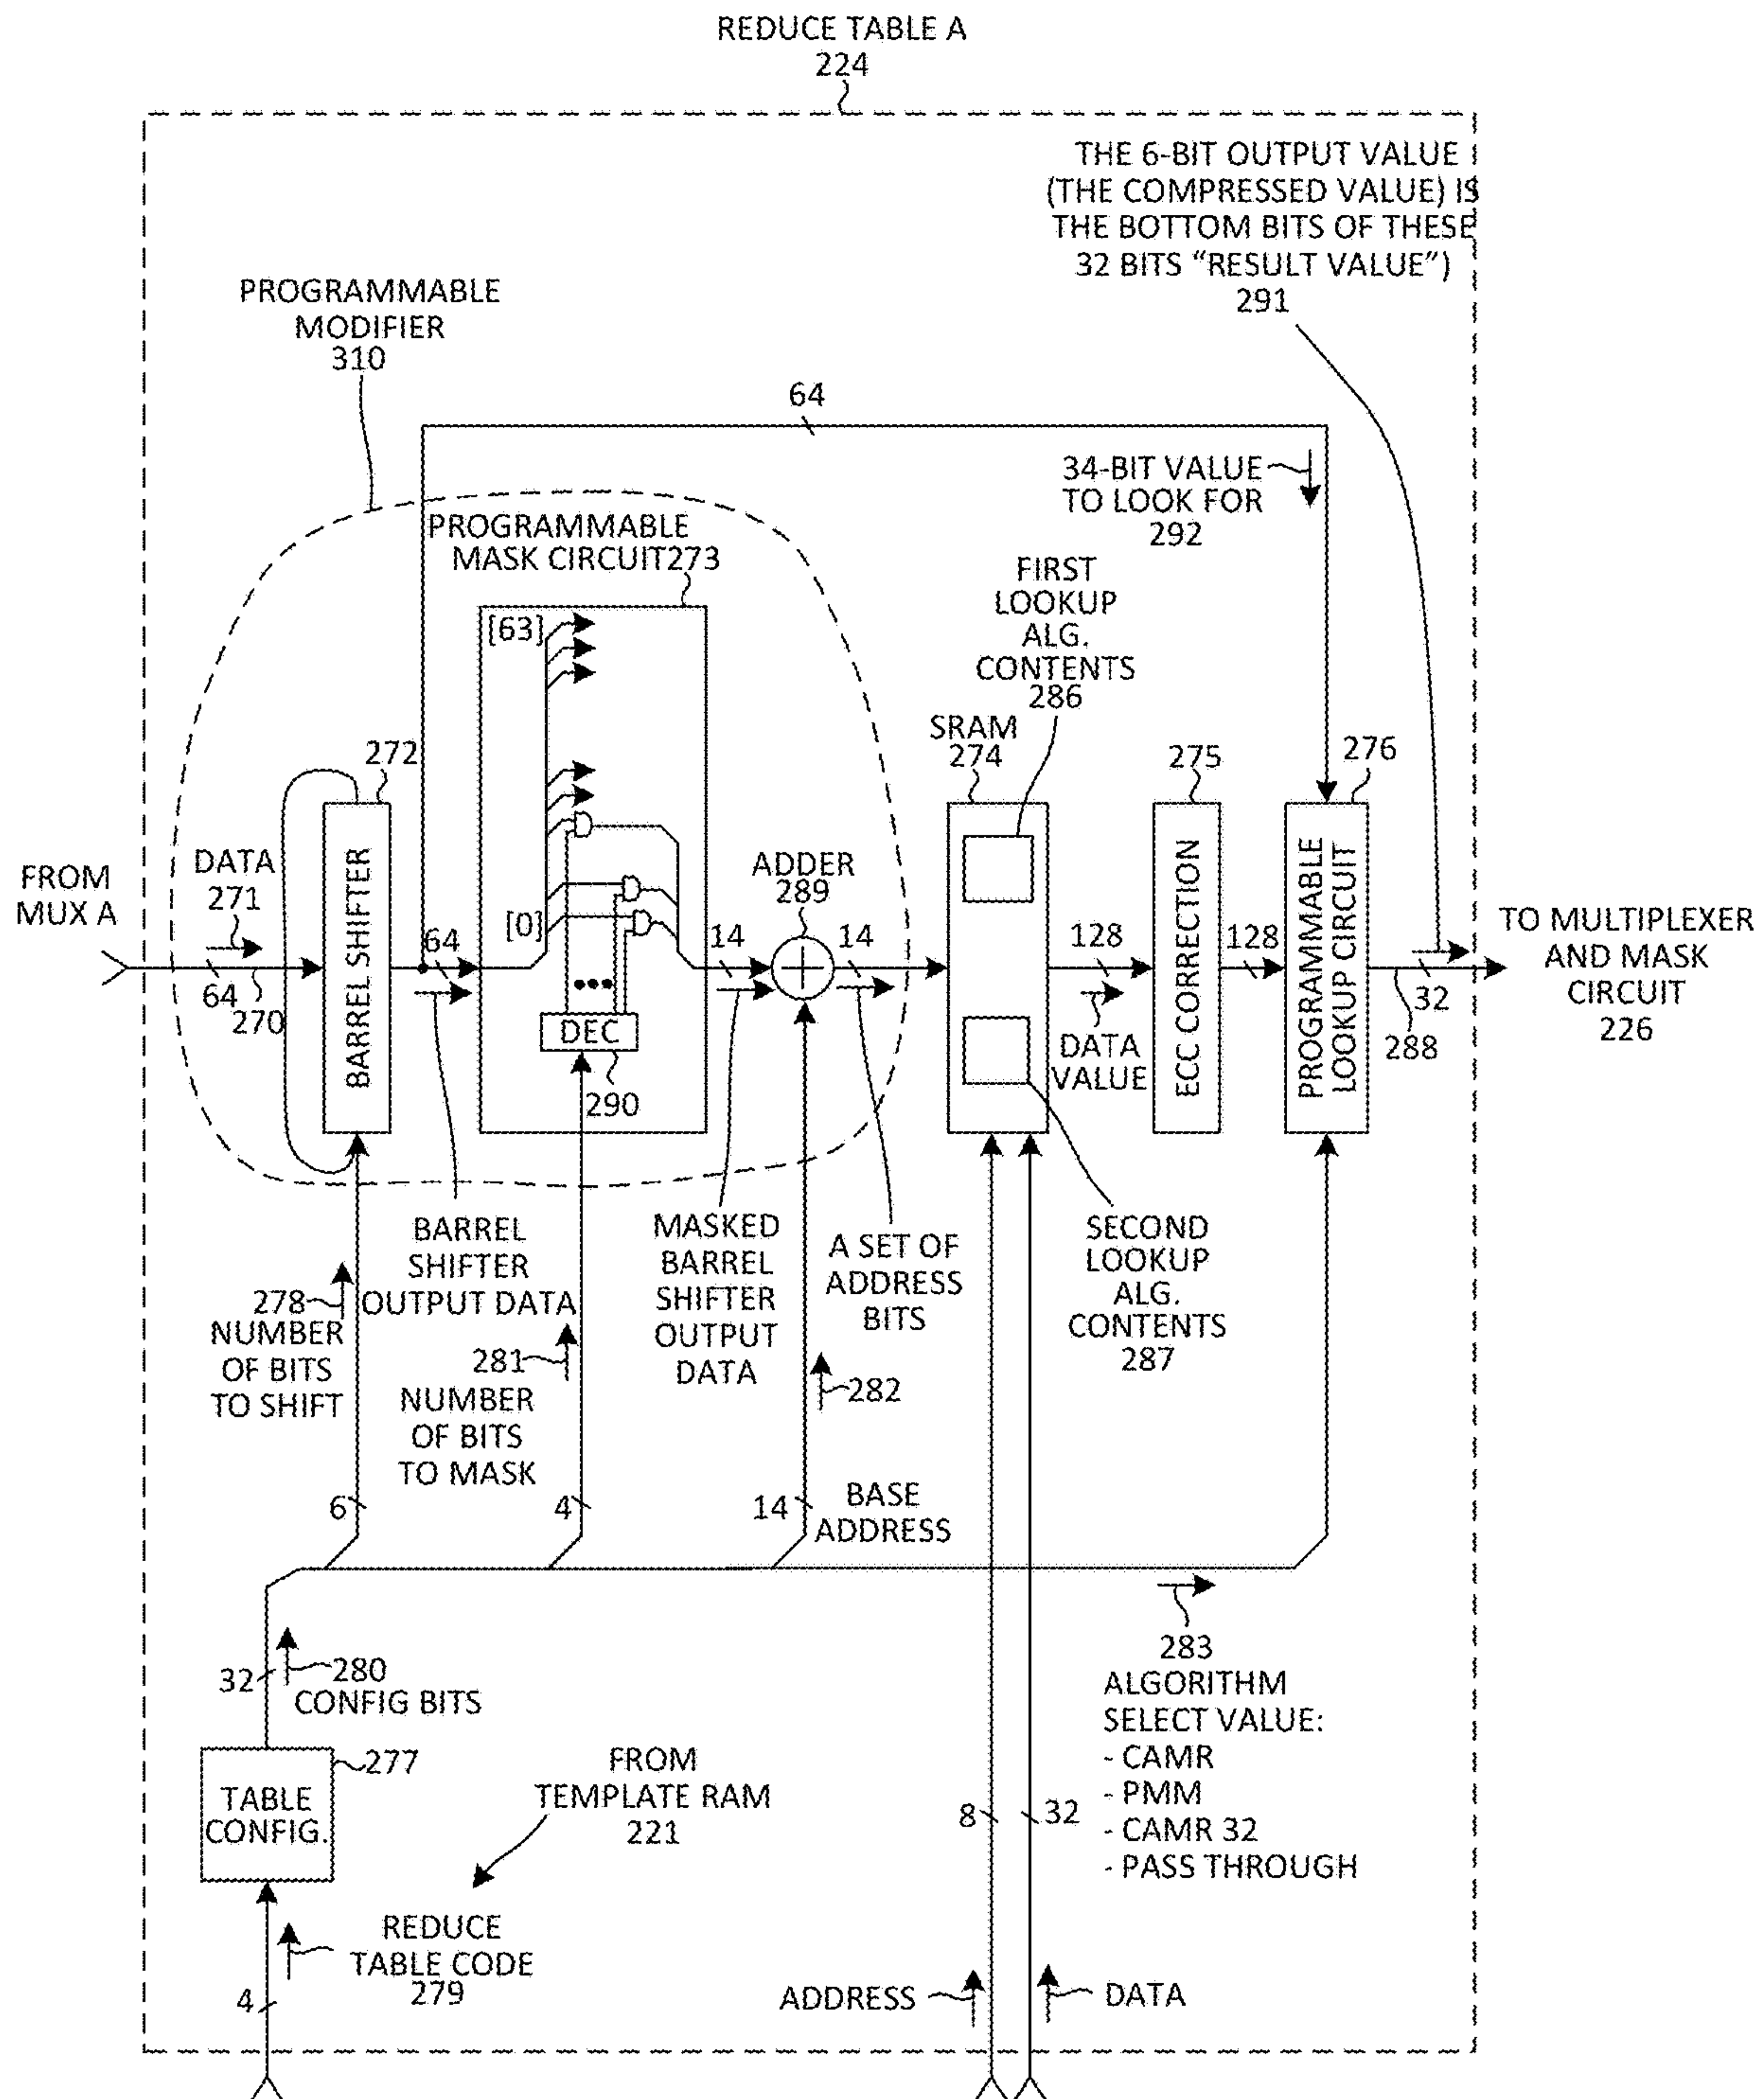 REDUCE TABLE A
224
THE 6-BIT OUTPUT VALUE
(THE COMPRESSED VALUE) IS
THE BOTTOM BITS OF THESE
32 BITS “RESULT VALUE”)
291
PROGRAMMABLE
MODIFIER
310
64
34-BIT VALUE
TO LOOK FOR
292
PROGRAMMABLE
MASK CIRCUIT273
FIRST
LOOKUP
ALG.
CONTENTS
286
[63]
SRAM
274
272
275
276
FROM
MUX A
DATA
271
64
270
BARREL SHIFTER
64
[0]
DEC
290
14
ADDER
289
14
128
DATA
VALUE
ECC CORRECTION
128
PROGRAMMABLE
LOOKUP CIRCUIT
32
288
TO MULTIPLEXER
AND MASK
CIRCUIT
226
BARREL
SHIFTER
OUTPUT DATA
MASKED
BARREL
SHIFTER
OUTPUT
DATA
A SET OF
ADDRESS
BITS
SECOND
LOOKUP
ALG.
CONTENTS
287
278
NUMBER
OF BITS
TO SHIFT
281
NUMBER
OF BITS
TO MASK
282
6
4
14
BASE
ADDRESS
283
ALGORITHM
SELECT VALUE:
- CAMR
- PMM
- CAMR 32
- PASS THROUGH
32
280
CONFIG BITS
277
TABLE
CONFIG.
FROM
TEMPLATE RAM
221
8
32
REDUCE
TABLE CODE
279
4
ADDRESS
DATA